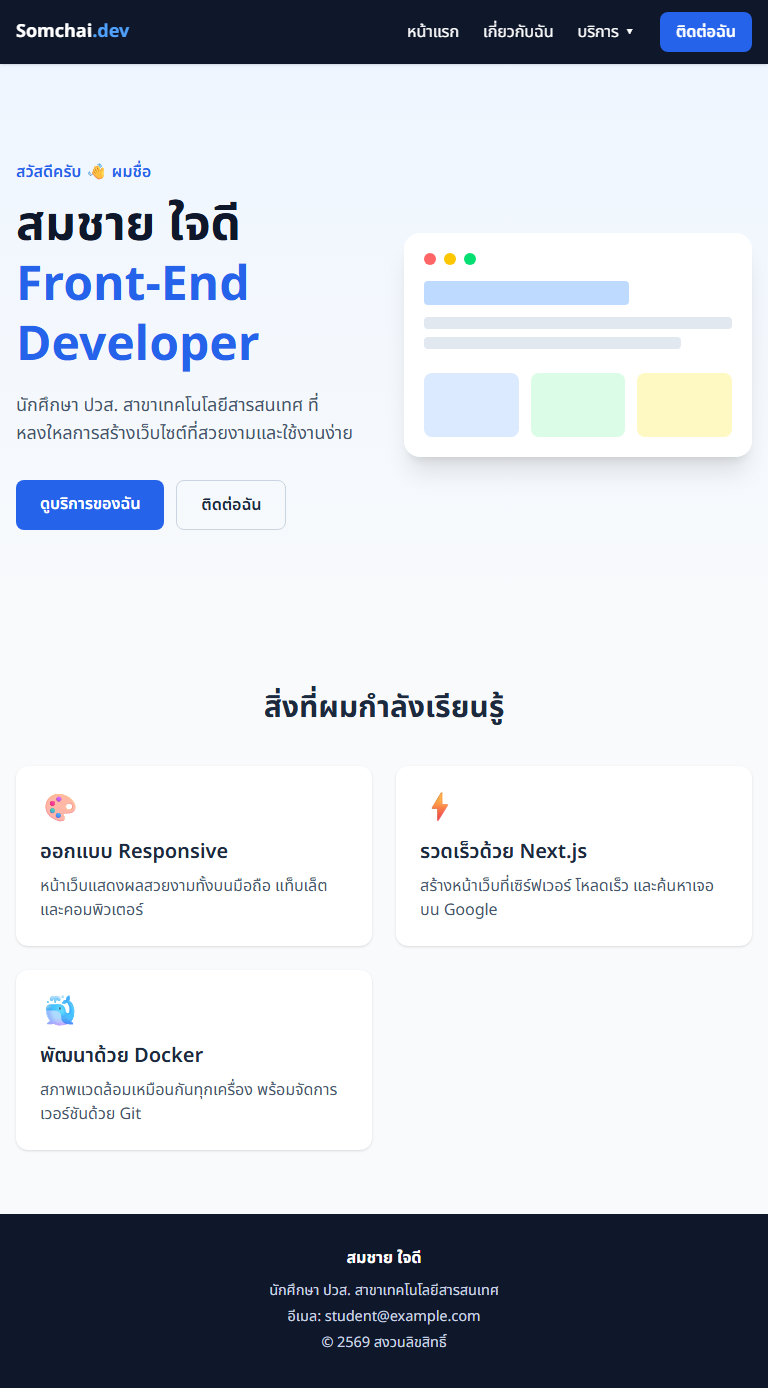 Somchai.dev
หน้าแรก
เกี่ยวกับฉัน
บริการ ▼
ติดต่อฉัน
สวัสดีครับ 👋 ผมชื่อ
สมชาย ใจดี
Front-End
Developer
นักศึกษา ปวส. สาขาเทคโนโลยีสารสนเทศ ที่
หลงใหลการสร้างเว็บไซต์ที่สวยงามและใช้งานง่าย
ดูบริการของฉัน
ติดต่อฉัน
สิ่งที่ผมกำลังเรียนรู้
ออกแบบ Responsive
หน้าเว็บแสดงผลสวยงามทั้งบนมือถือ แท็บเล็ต
และคอมพิวเตอร์
รวดเร็วด้วย Next.js
สร้างหน้าเว็บที่เซิร์ฟเวอร์ โหลดเร็ว และค้นหาเจอ
บน Google
พัฒนาด้วย Docker
สภาพแวดล้อมเหมือนกันทุกเครื่อง พร้อมจัดการ
เวอร์ชันด้วย Git
สมชาย ใจดี
นักศึกษา ปวส. สาขาเทคโนโลยีสารสนเทศ
อีเมล: student@example.com
© 2569 สงวนลิขสิทธิ์